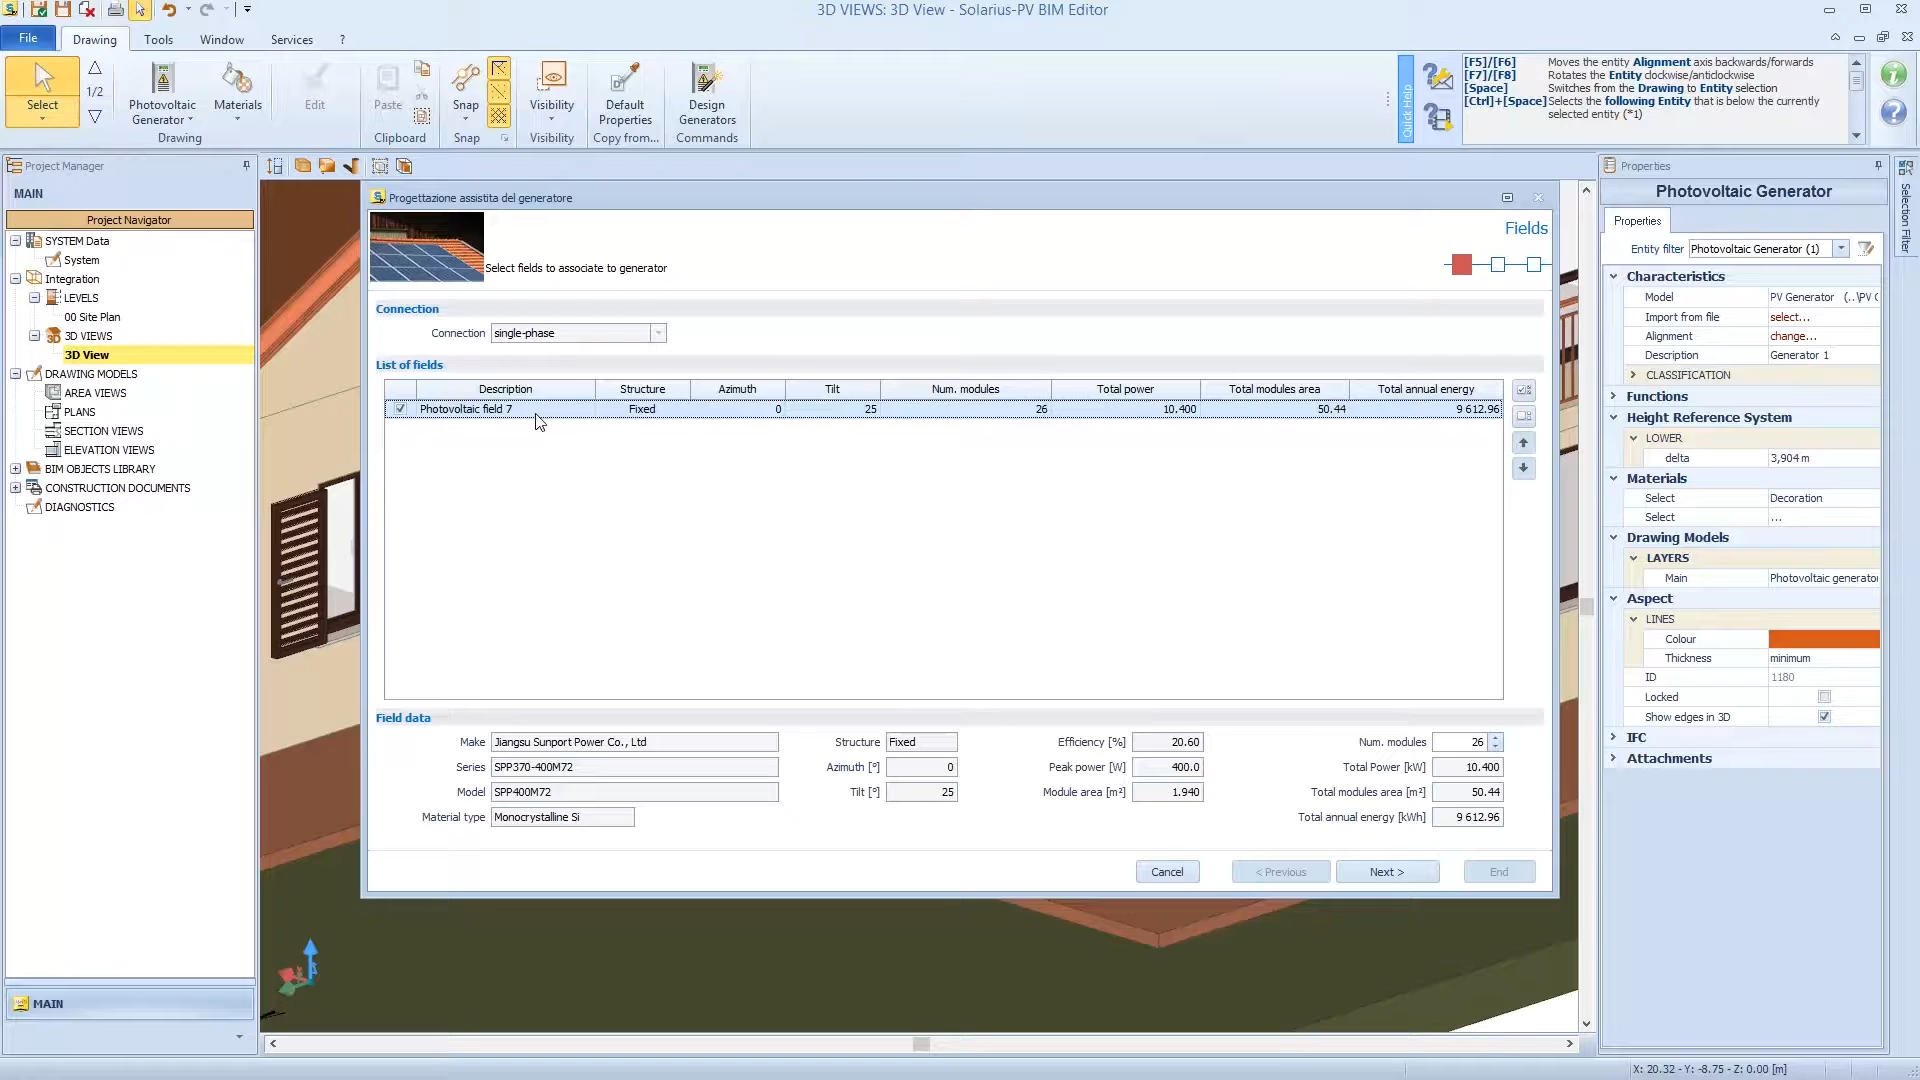 3D VIEWS: 3D View - Solarius-PV BIM Editor
File
Drawing
Tools
Window
Services
?
Select
1/2
Photovoltaic Generator
Materials
Drawing
Edit
Paste
Clipboard
Snap
Snap
Visibility
Visibility
Default Properties
Copy from...
Design Generators
Commands
Quick Help
[F5]/[F6] Moves the entity Alignment axis backwards/forwards
[F7]/[F8] Rotates the Entity clockwise/anticlockwise
[Space] Switches from the Drawing to Entity selection
[Ctrl]+[Space] Selects the following Entity that is below the currently
selected entity (*1)
Project Manager
MAIN
Project Navigator
SYSTEM Data
System
Integration
LEVELS
00 Site Plan
3D VIEWS
3D View
DRAWING MODELS
AREA VIEWS
PLANS
SECTION VIEWS
ELEVATION VIEWS
BIM OBJECTS LIBRARY
CONSTRUCTION DOCUMENTS
DIAGNOSTICS
MAIN
Progettazione assistita del generatore
Fields
Select fields to associate to generator
Connection
Connection single-phase
List of fields
Description Structure Azimuth Tilt Num. modules Total power Total modules area Total annual energy
Photovoltaic field 7 Fixed 0 25 26 10.400 50.44 9 612.96
Field data
Make Jiangsu Sunport Power Co., Ltd Structure Fixed Efficiency [%] 20.60 Num. modules 26
Series SPP370-400M72 Azimuth [°] 0 Peak power [W] 400.0 Total Power [kW] 10.400
Model SPP400M72 Tilt [°] 25 Module area [m²] 1.940 Total modules area [m²] 50.44
Material type Monocrystalline Si Total annual energy [kWh] 9 612.96
Cancel < Previous Next > End
Properties
Photovoltaic Generator
Properties
Entity filter Photovoltaic Generator (1)
Characteristics
Model PV Generator (..\PV C
Import from file select...
Alignment change...
Description Generator 1
CLASSIFICATION
Functions
Height Reference System
LOWER
delta 3,904 m
Materials
Select Decoration
Select ...
Drawing Models
LAYERS
Main Photovoltaic generator
Aspect
LINES
Colour
Thickness minimum
ID 1180
Locked
Show edges in 3D
IFC
Attachments
Selection Filter
X: 20.32 - Y: -8.75 - Z: 0.00 [m]